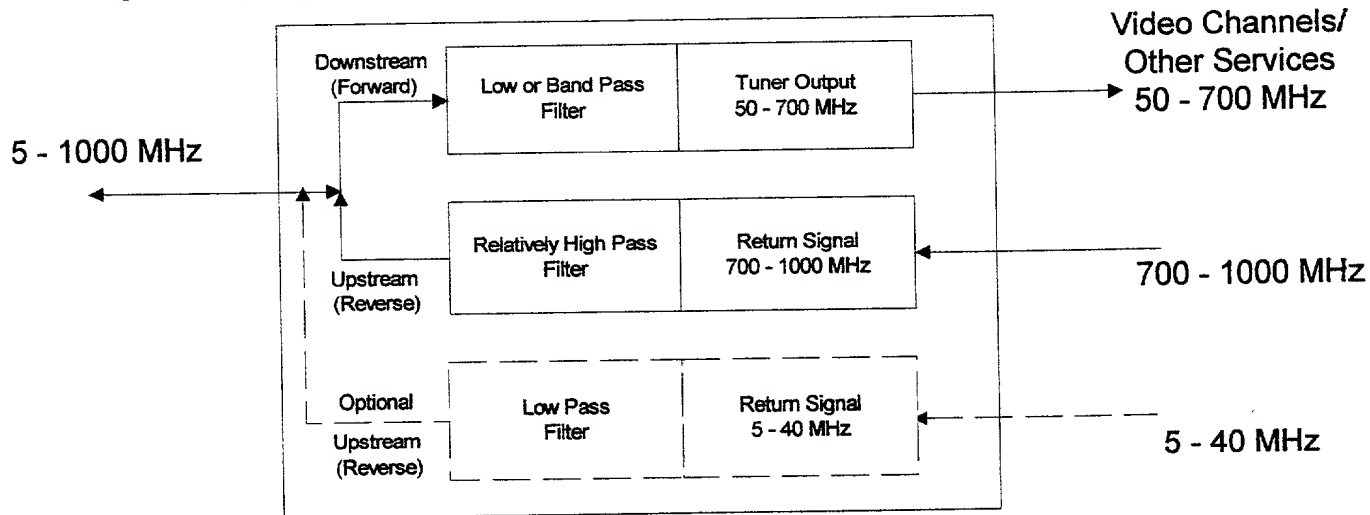 Video Channels/
Other Services
50 - 700 MHz
Downstream
(Forward)
Low or Band Pass
Filter
Tuner Output
50 - 700 MHz
5 - 1000 MHz
Relatively High Pass
Filter
Return Signal
700 - 1000 MHz
Upstream
(Reverse)
700 - 1000 MHz
Optional
Upstream
(Reverse)
Low Pass
Filter
Return Signal
5 - 40 MHz
5 - 40 MHz